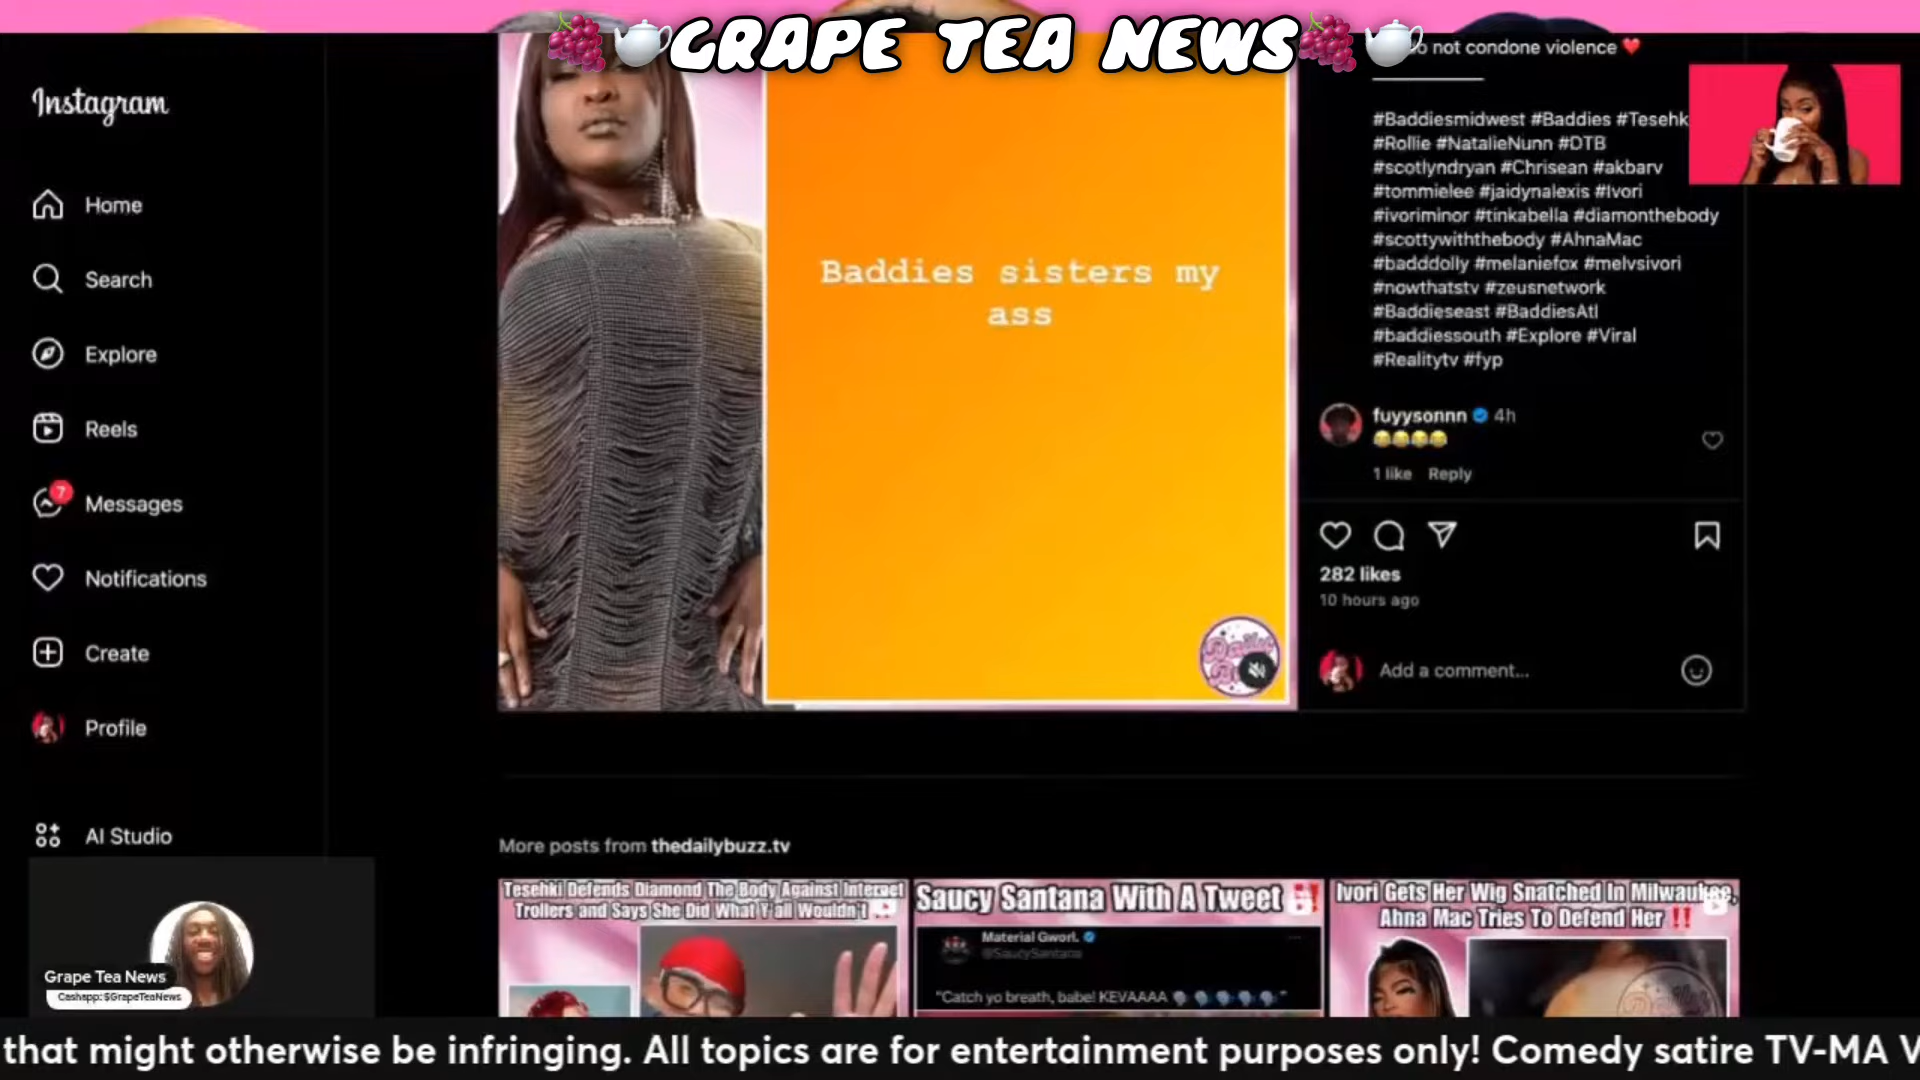 GRAPE TEA NEWS
Instagram
Home
Search
Explore
Reels
7
Messages
Notifications
Create
Profile
AI Studio
Grape Tea News
Cashapp: $GrapeTeaNews
Baddies sisters my
ass
o not condone violence ❤️
#Baddiesmidwest #Baddies #Tesehk
#Rollie #NatalieNunn #DTB
#scotlyndryan #Chrisean #akbarv
#tommielee #jaidynalexis #Ivori
#ivoriminor #tinkabella #diamonthebody
#scottywiththebody #AhnaMac
#badddolly #melaniefox #melvsivori
#nowthatstv #zeusnetwork
#Baddieseast #BaddiesAtl
#baddiessouth #Explore #Viral
#Realitytv #fyp
fuyysonnn 4h
😂😂😂😂
1 like Reply
282 likes
10 hours ago
Add a comment...
More posts from thedailybuzz.tv
Tesehki Defends Diamond The Body Against Internet
Trollers and Says She Did What Y'all Wouldn't
Saucy Santana With A Tweet ‼️
Material Gworl.
@SaucySantana
"Catch yo breath, babe! KEVAAAA 🗣️🗣️🗣️🗣️🗣️"
Ivori Gets Her Wig Snatched In Milwaukee,
Ahna Mac Tries To Defend Her ‼️
that might otherwise be infringing. All topics are for entertainment purposes only! Comedy satire TV-MA V